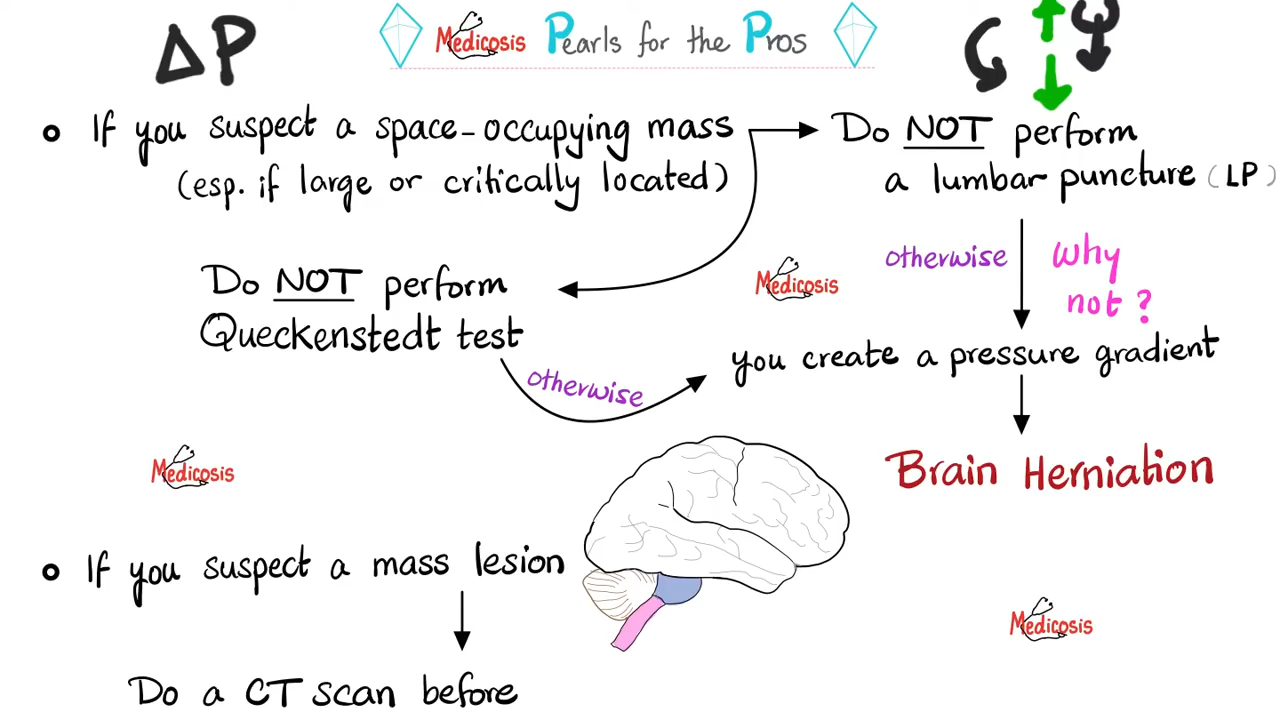 ΔP
Medicosis Pearls for the Pros
If you suspect a space-occupying mass
(esp. if large or critically located)
Do NOT perform
a lumbar puncture (LP)
otherwise
why
not?
Do NOT perform
Queckenstedt test
Medicosis
otherwise
you create a pressure gradient
Brain Herniation
Medicosis
If you suspect a mass lesion
Medicosis
Do a CT scan before